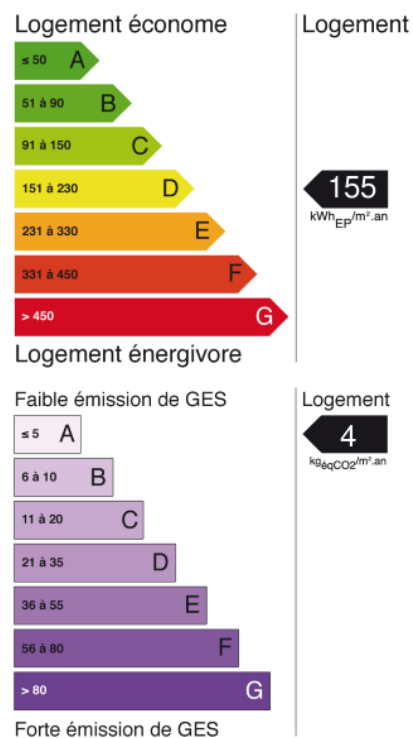 Logement économe
Logement
≤ 50 A
51 à 90 B
91 à 150 C
151 à 230 D
155
kWhEP/m².an
231 à 330 E
331 à 450 F
> 450 G
Logement énergivore
Faible émission de GES
Logement
≤ 5 A
4
kgéqCO2/m².an
6 à 10 B
11 à 20 C
21 à 35 D
36 à 55 E
56 à 80 F
> 80 G
Forte émission de GES